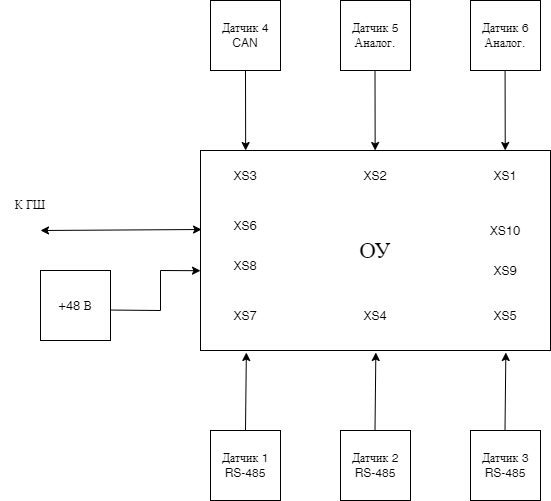 Датчик 4
CAN
Датчик 5
Аналог.
Датчик 6
Аналог.
XS3
XS2
XS1
К ГШ
XS6
XS10
ОУ
XS8
XS9
+48 В
XS7
XS4
XS5
Датчик 1
RS-485
Датчик 2
RS-485
Датчик 3
RS-485